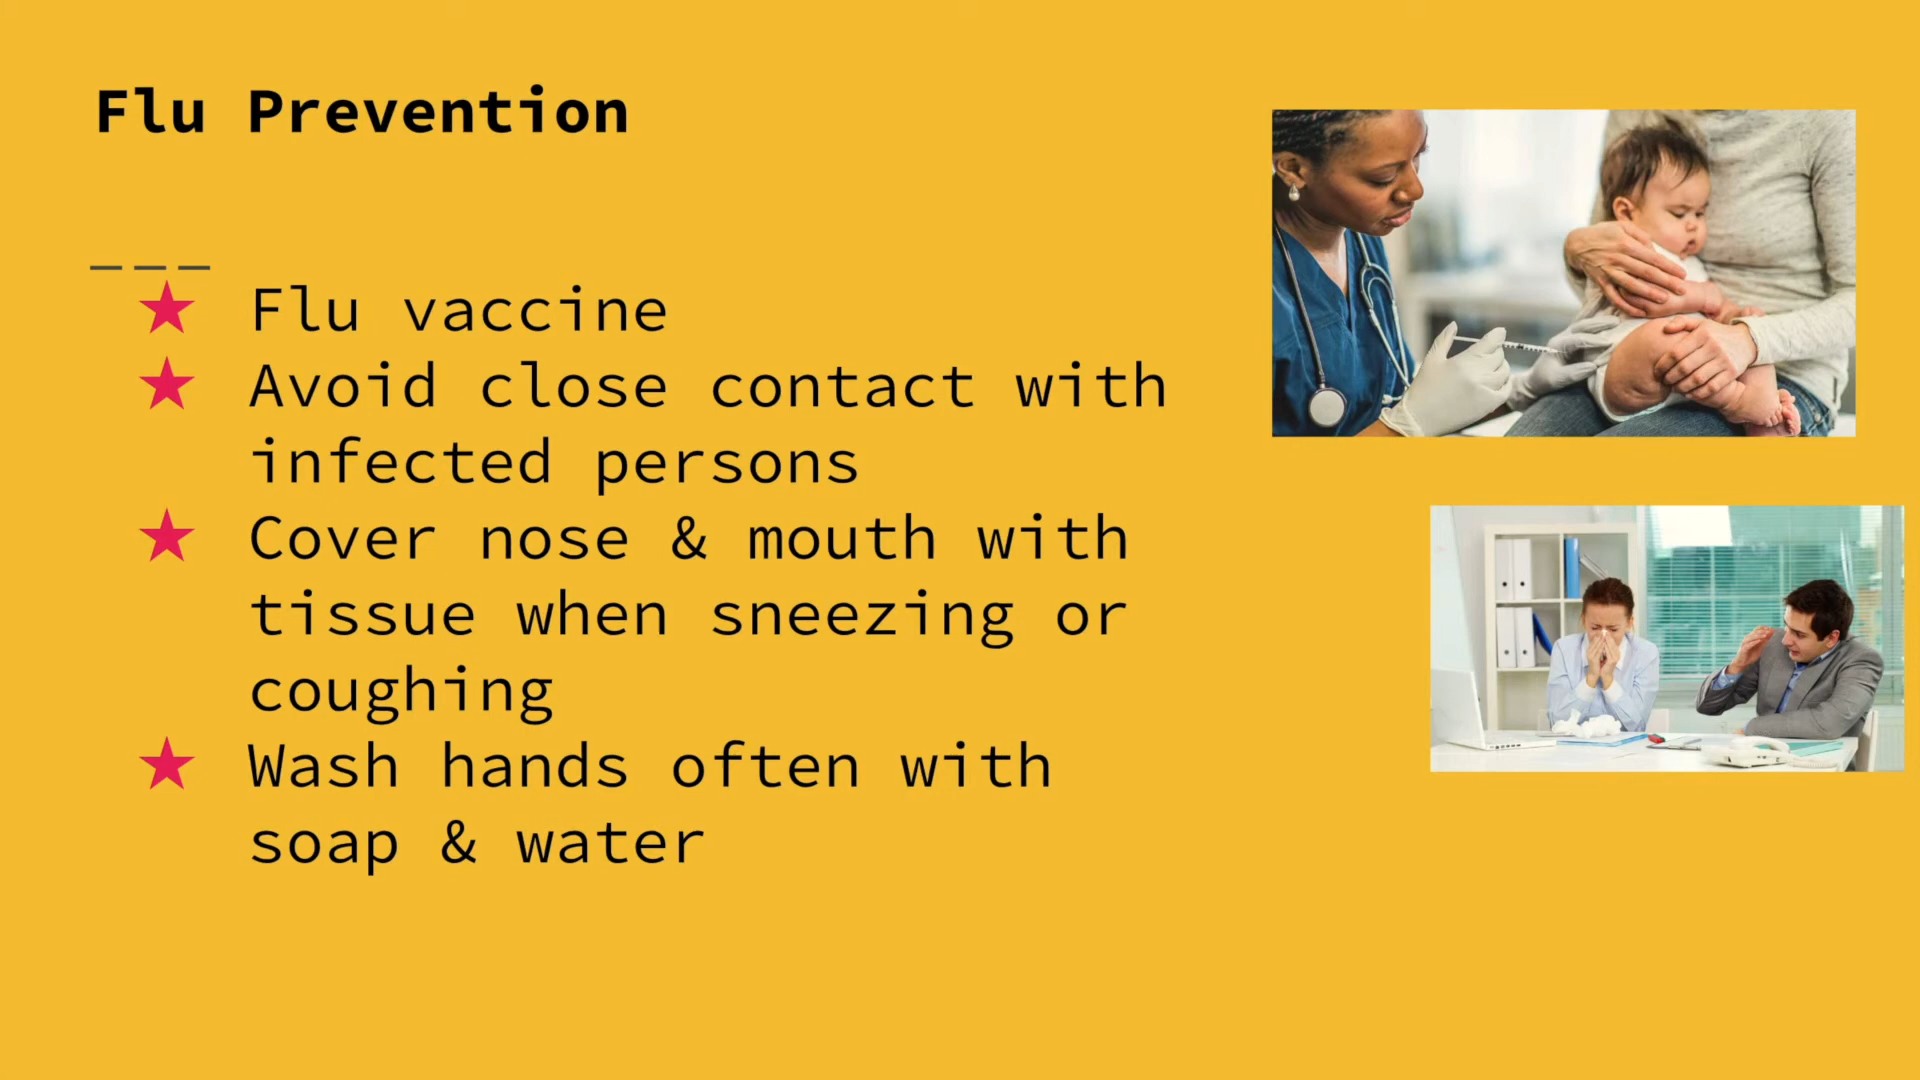 Flu Prevention
Flu vaccine
Avoid close contact with
infected persons
Cover nose & mouth with
tissue when sneezing or
coughing
Wash hands often with
soap & water